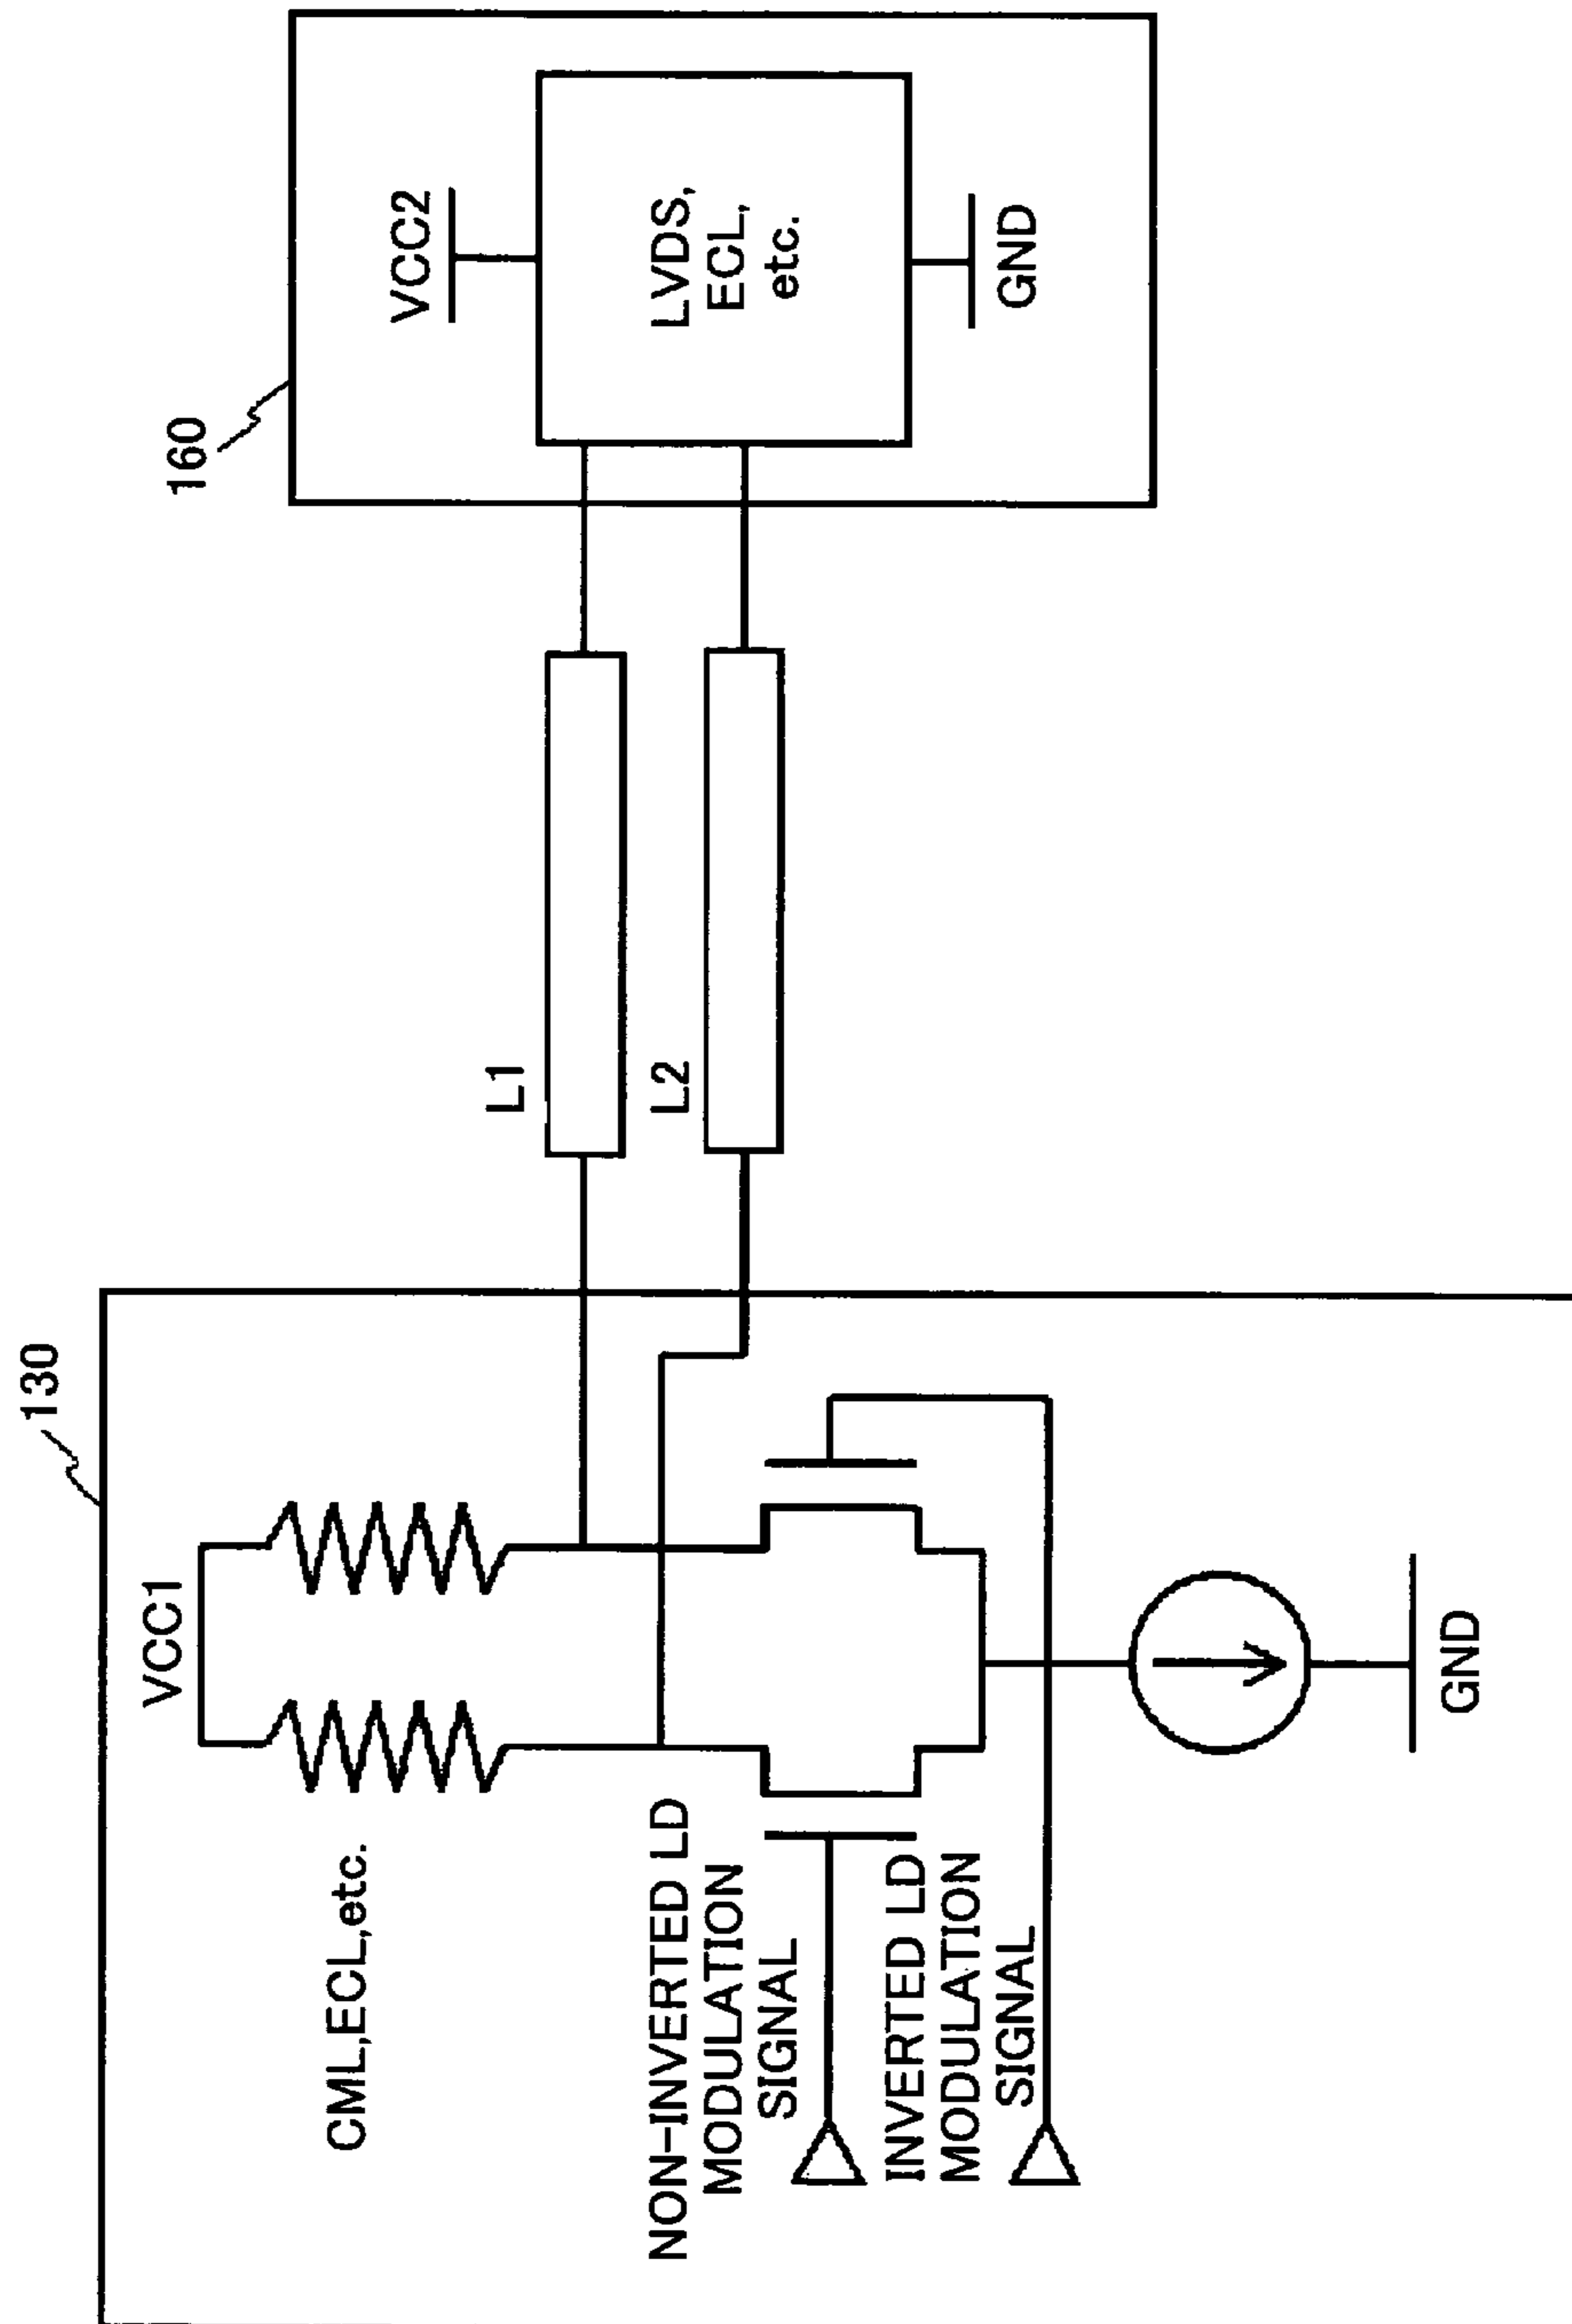 130
VCC1
CML,ECL,etc.
NON-INVERTED LD
MODULATION
SIGNAL
INVERTED LD
MODULATION
SIGNAL
GND
L1
L2
160
VCC2
LVDS,
ECL,
etc.
GND